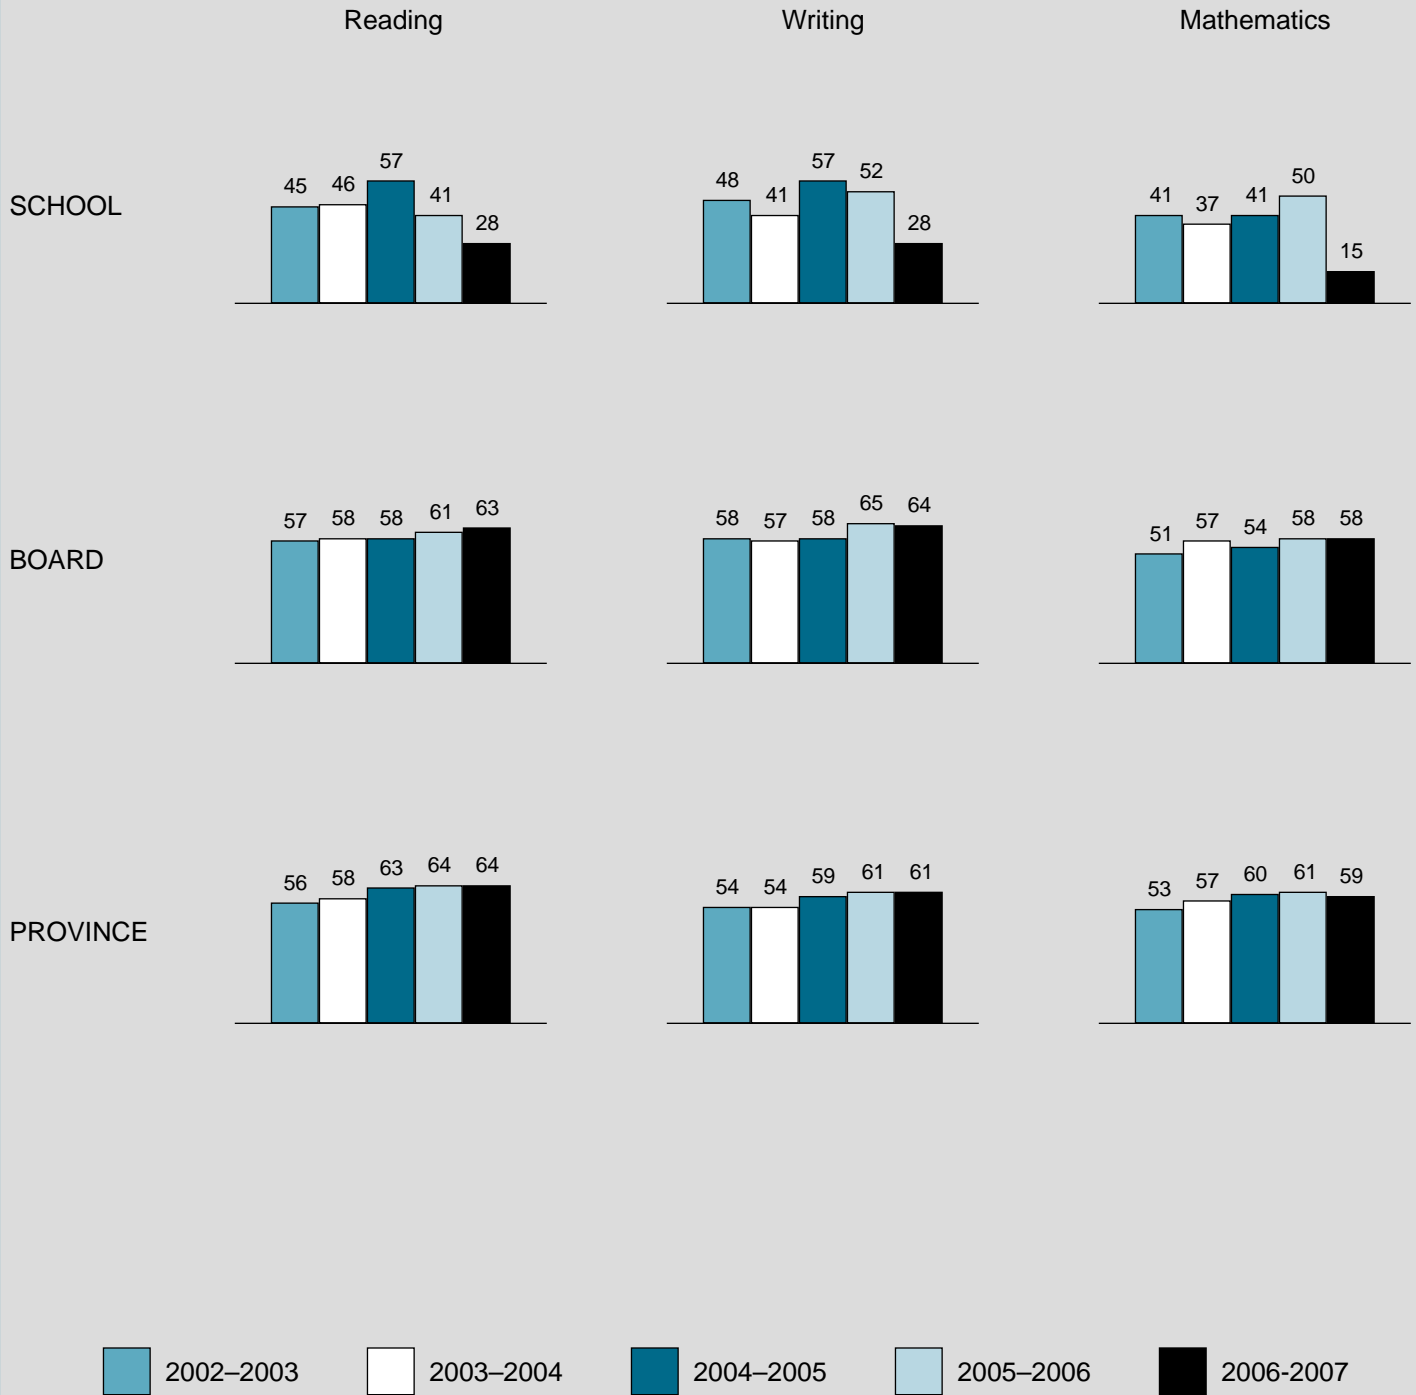 Reading Writing Mathematics
SCHOOL
45 46 57 41 28
48 41 57 52 28
41 37 41 50 15
BOARD
57 58 58 61 63
58 57 58 65 64
51 57 54 58 58
PROVINCE
56 58 63 64 64
54 54 59 61 61
53 57 60 61 59
2002–2003 2003–2004 2004–2005 2005–2006 2006-2007